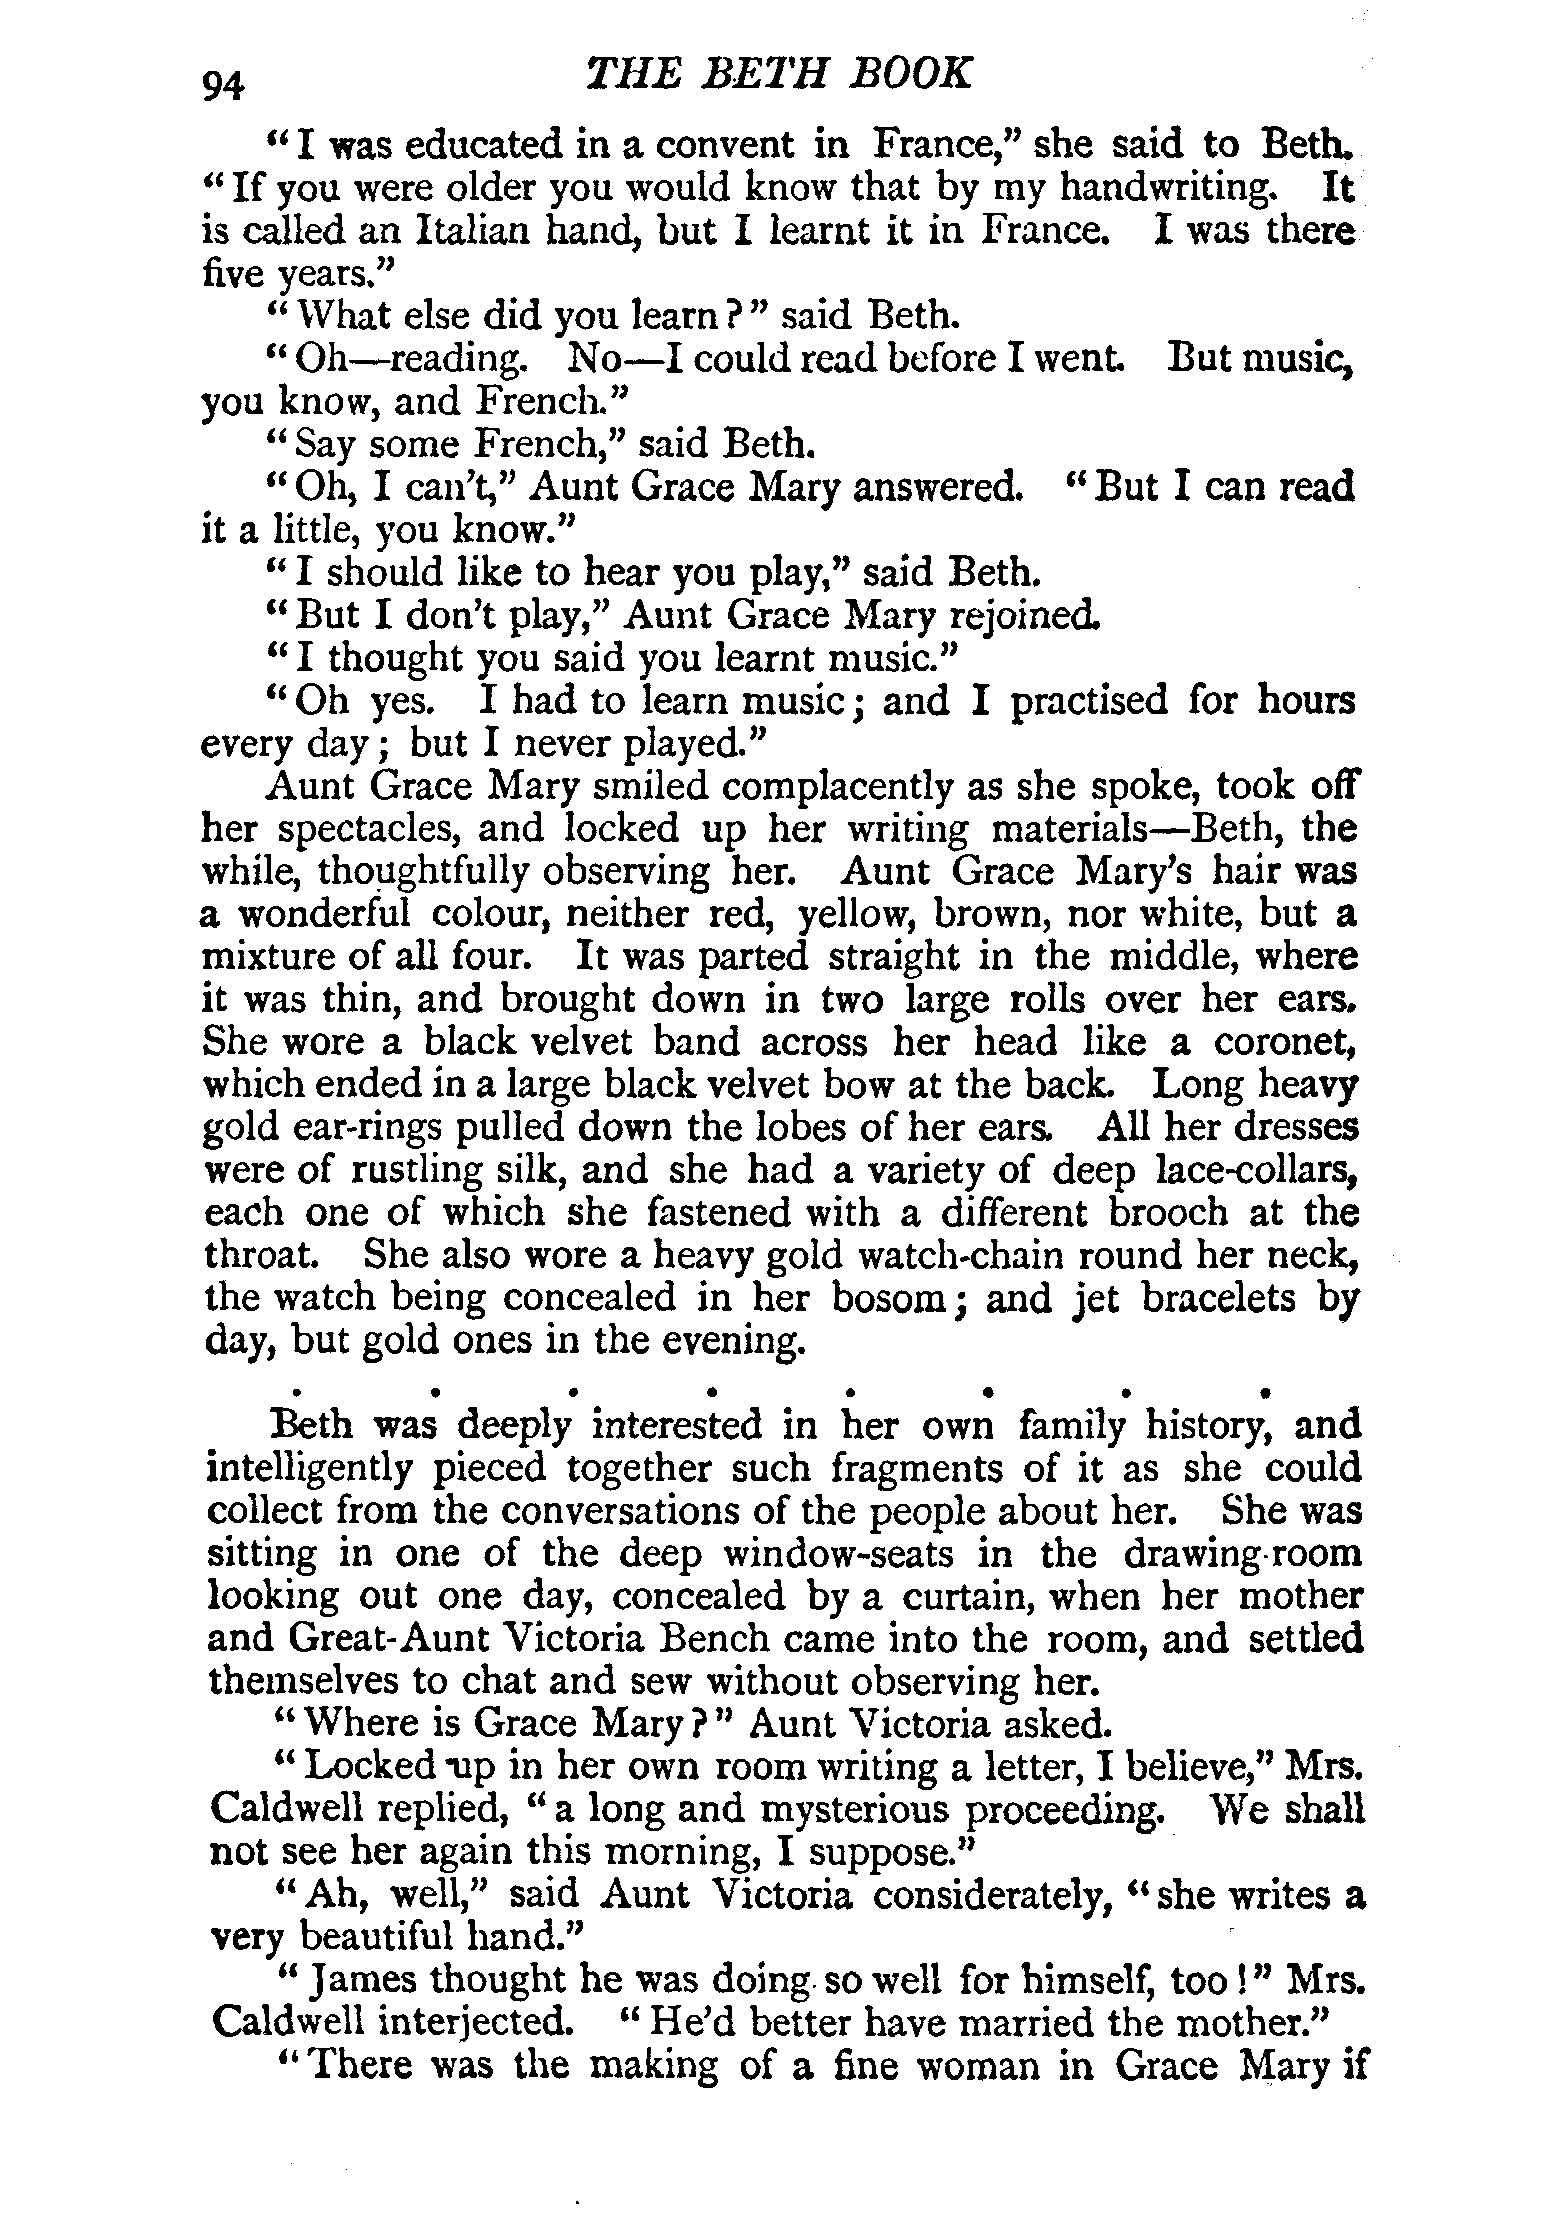 94 THE BETH BOOK
“I was educated in a convent in France,” she said to Beth.
“If you were older you would know that by my handwriting. It
is called an Italian hand, but I learnt it in France. I was there
five years.”
“What else did you learn?” said Beth.
“Oh—reading. No—I could read before I went. But music,
you know, and French.”
“Say some French,” said Beth.
“Oh, I can’t,” Aunt Grace Mary answered. “But I can read
it a little, you know.”
“I should like to hear you play,” said Beth.
“But I don’t play,” Aunt Grace Mary rejoined.
“I thought you said you learnt music.”
“Oh yes. I had to learn music; and I practised for hours
every day; but I never played.”
Aunt Grace Mary smiled complacently as she spoke, took off
her spectacles, and locked up her writing materials—Beth, the
while, thoughtfully observing her. Aunt Grace Mary’s hair was
a wonderful colour, neither red, yellow, brown, nor white, but a
mixture of all four. It was parted straight in the middle, where
it was thin, and brought down in two large rolls over her ears.
She wore a black velvet band across her head like a coronet,
which ended in a large black velvet bow at the back. Long heavy
gold ear-rings pulled down the lobes of her ears. All her dresses
were of rustling silk, and she had a variety of deep lace-collars,
each one of which she fastened with a different brooch at the
throat. She also wore a heavy gold watch-chain round her neck,
the watch being concealed in her bosom; and jet bracelets by
day, but gold ones in the evening.
. . . . . . . .
Beth was deeply interested in her own family history, and
intelligently pieced together such fragments of it as she could
collect from the conversations of the people about her. She was
sitting in one of the deep window-seats in the drawing-room
looking out one day, concealed by a curtain, when her mother
and Great-Aunt Victoria Bench came into the room, and settled
themselves to chat and sew without observing her.
“Where is Grace Mary?” Aunt Victoria asked.
“Locked up in her own room writing a letter, I believe,” Mrs.
Caldwell replied, “a long and mysterious proceeding. We shall
not see her again this morning, I suppose.”
“Ah, well,” said Aunt Victoria considerately, “she writes a
very beautiful hand.”
“James thought he was doing so well for himself, too!” Mrs.
Caldwell interjected. “He’d better have married the mother.”
“There was the making of a fine woman in Grace Mary if